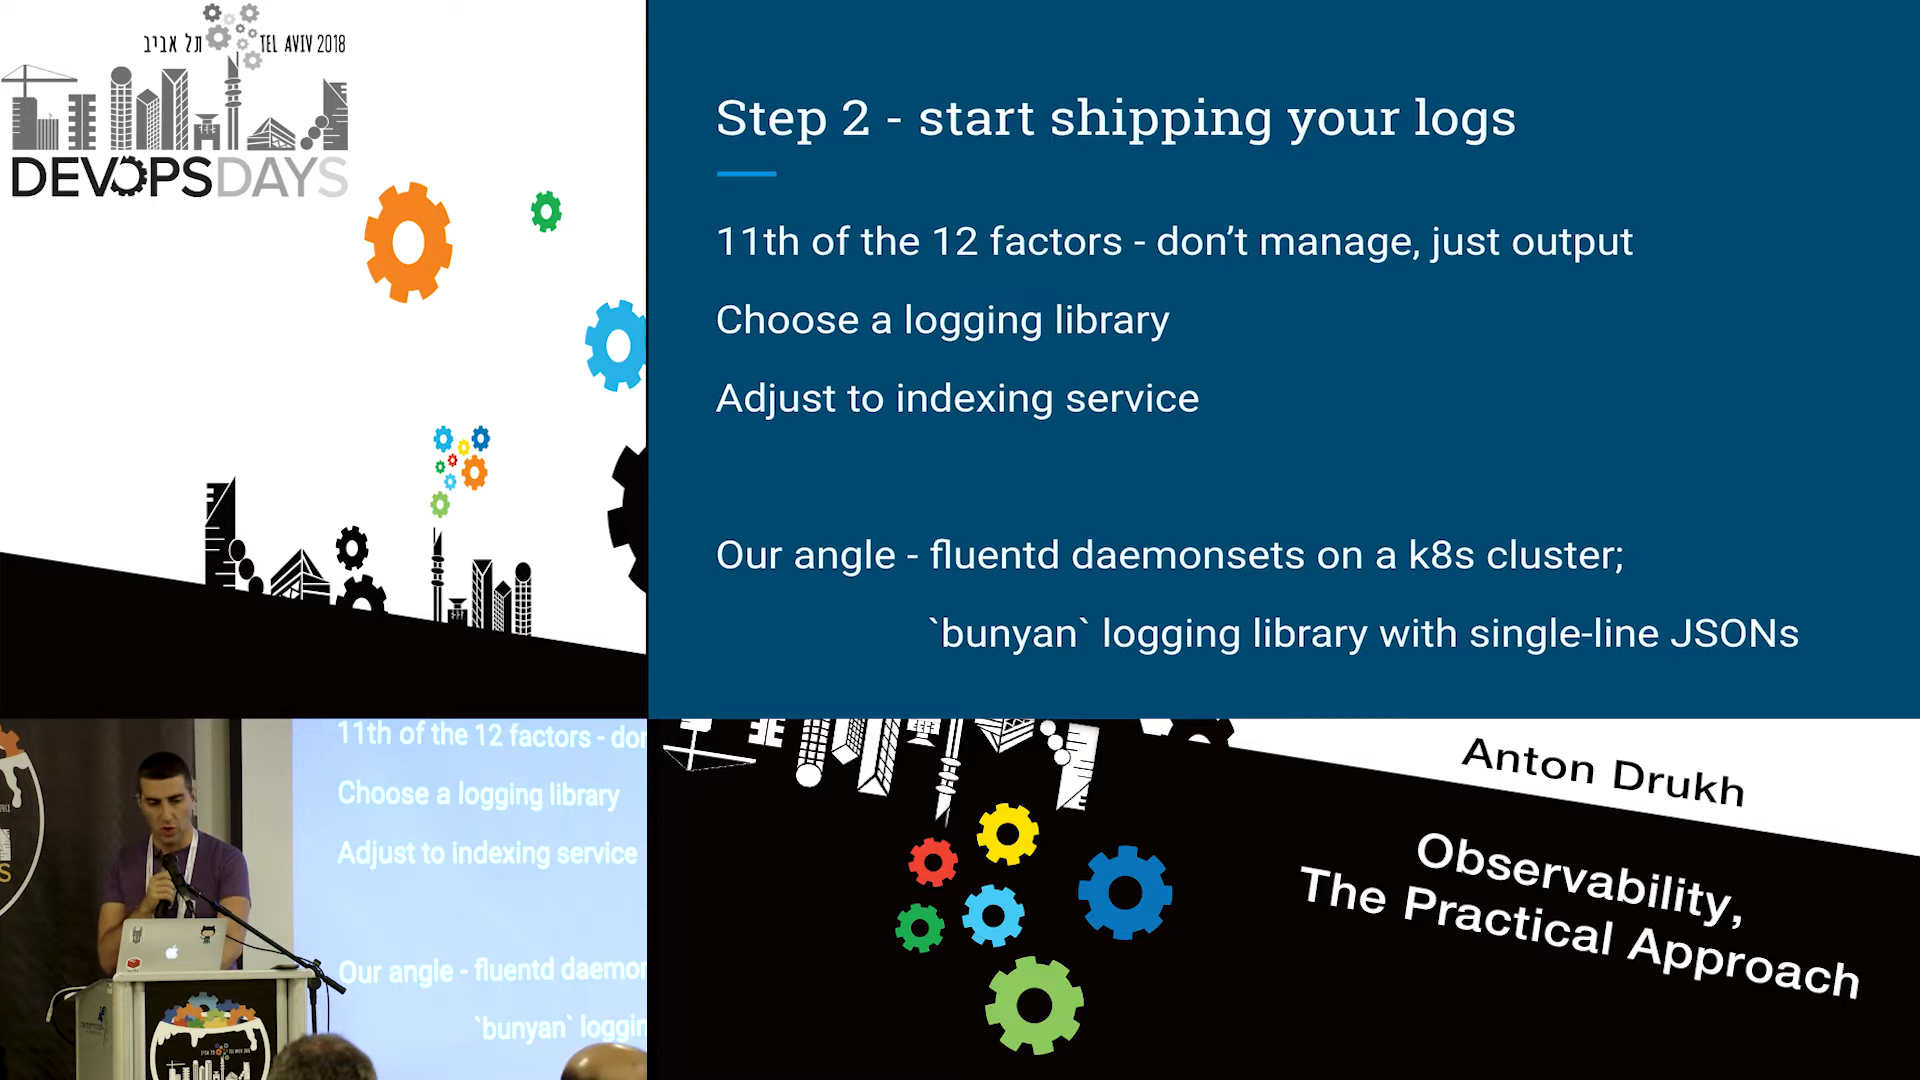 תל אביב TEL AVIV 2018
DEVOPSDAYS
Step 2 - start shipping your logs
11th of the 12 factors - don’t manage, just output
Choose a logging library
Adjust to indexing service
Our angle - fluentd daemonsets on a k8s cluster;
`bunyan` logging library with single-line JSONs
11th of the 12 factors - don
Choose a logging library
Adjust to indexing service
Our angle - fluentd daemon
`bunyan` loggin
Anton Drukh
Observability,
The Practical Approach